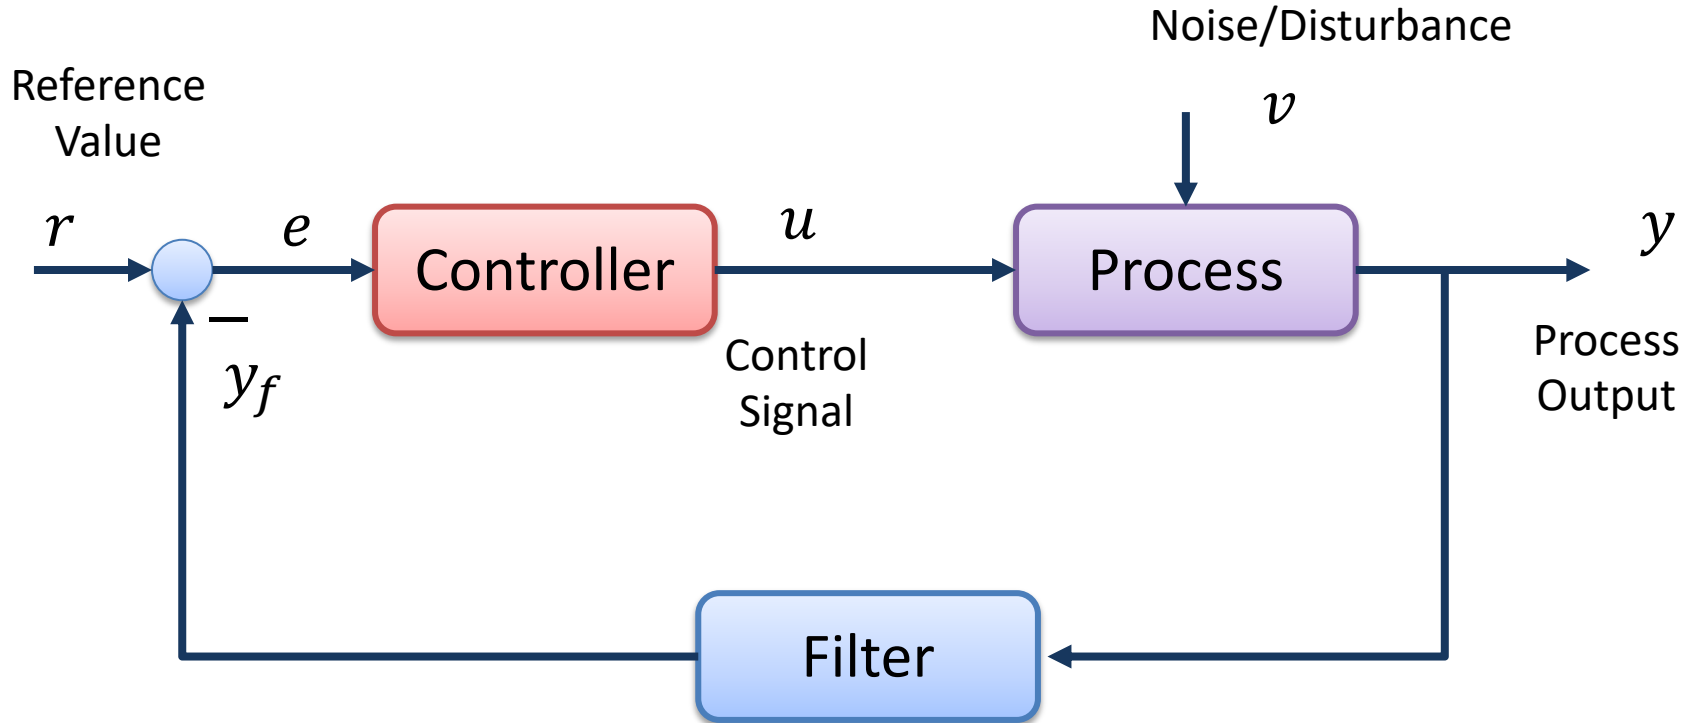 Noise/Disturbance
v
Reference
Value
r
e
Controller
u
Process
y
−
y_f
Control
Signal
Process
Output
Filter